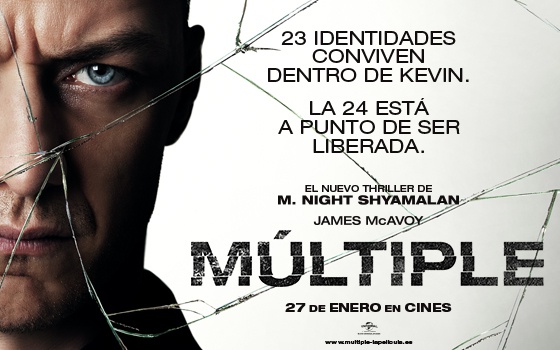 23 IDENTIDADES
CONVIVEN
DENTRO DE KEVIN.
LA 24 ESTÁ
A PUNTO DE SER
LIBERADA.
EL NUEVO THRILLER DE
M. NIGHT SHYAMALAN
JAMES McAVOY
MÚLTIPLE
27 DE ENERO EN CINES
www.multiple-lapelicula.es